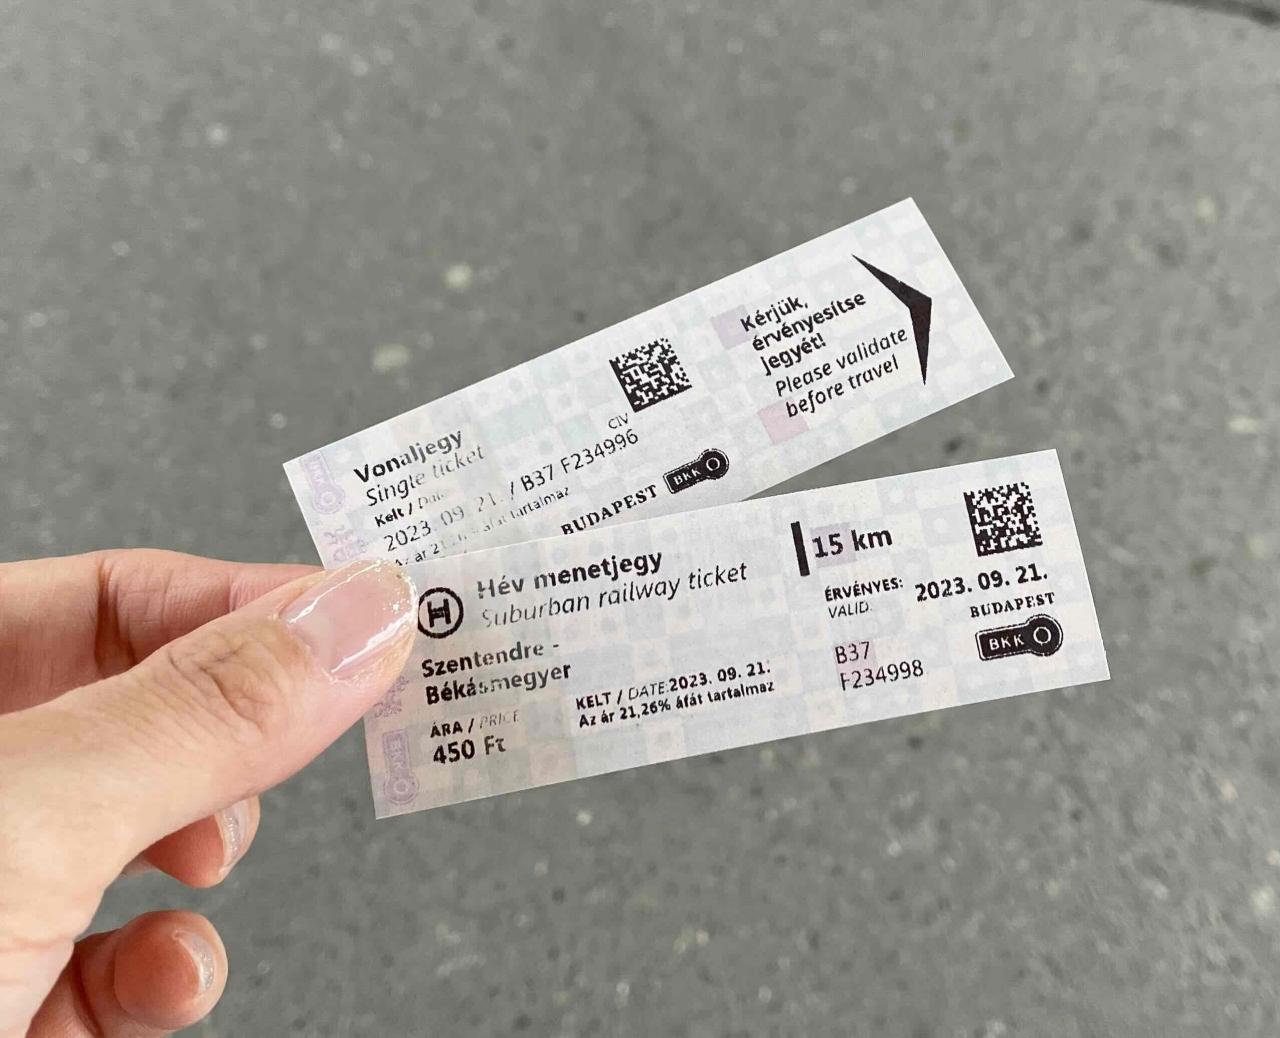 Vonaljegy
Single ticket
Kelt / Date
2023. 09. 21. / B37 F234996
CIV
BUDAPEST
BKK
Kérjük,
érvényesítse
jegyét!
Please validate
before travel
H
Hév menetjegy
Suburban railway ticket
Szentendre -
Békásmegyer
ÁRA / PRICE
450 Ft
KELT / DATE:2023. 09. 21.
Az ár 21,26% áfát tartalmaz
15 km
ÉRVÉNYES: 2023. 09. 21.
VALID:
B37
F234998
BUDAPEST
BKK
BKK